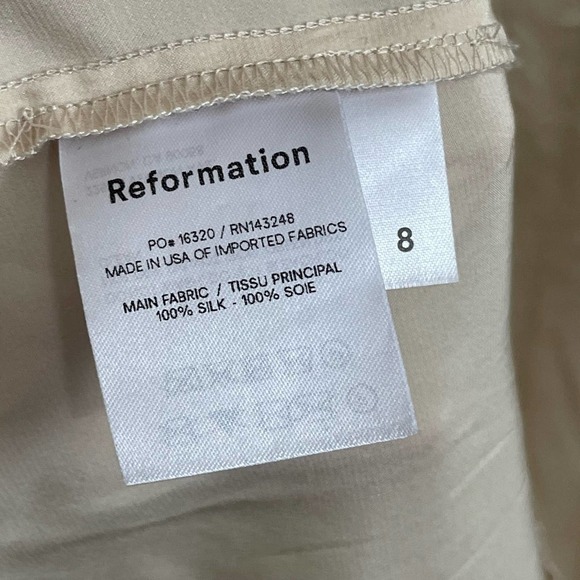 Reformation
PO# 16320 / RN143248
MADE IN USA OF IMPORTED FABRICS
MAIN FABRIC / TISSU PRINCIPAL
100% SILK - 100% SOIE
8